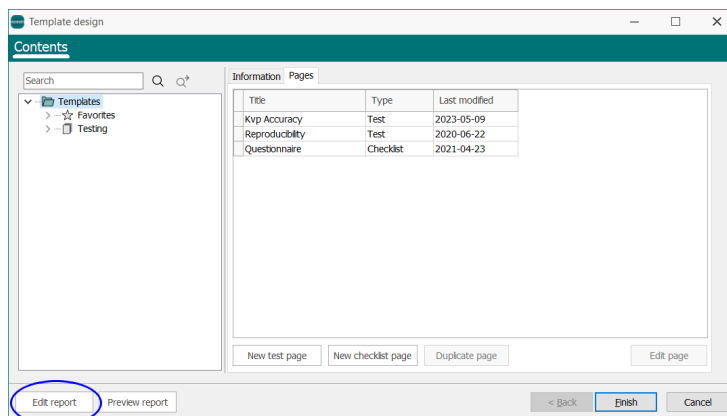 Template design
Contents
Search
Templates
Favorites
Testing
Information Pages
Title Type Last modified
Kvp Accuracy Test 2023-05-09
Reproducibility Test 2020-06-22
Questionnaire Checklist 2021-04-23
New test page New checklist page Duplicate page Edit page
Edit report Preview report < Back Finish Cancel